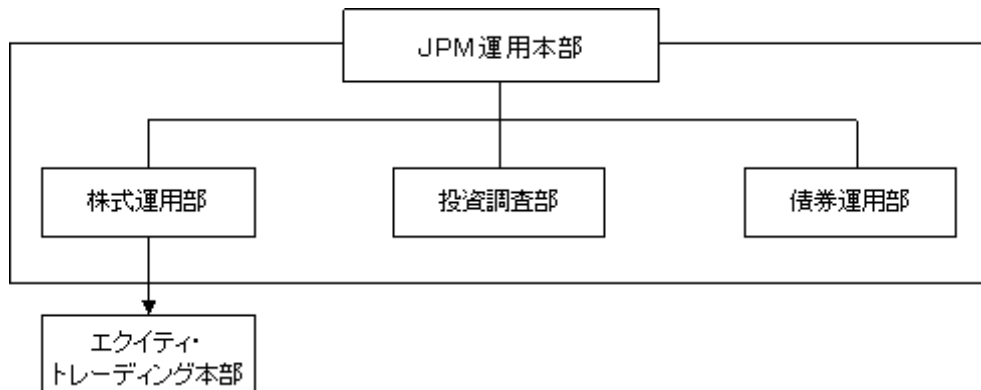 JPM運用本部
株式運用部
投資調査部
債券運用部
エクイティ・
トレーディング本部